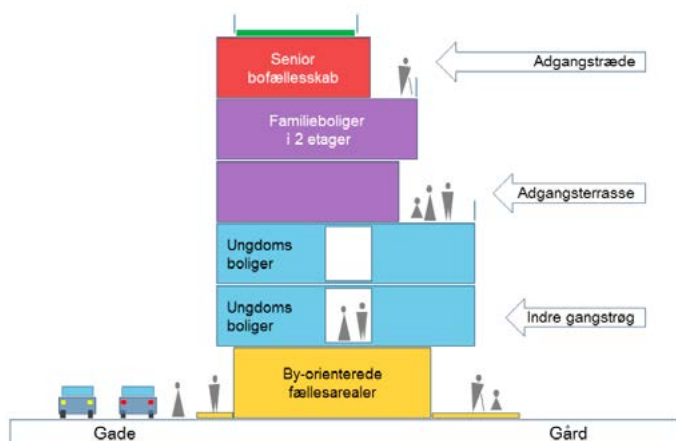 Senior
bofællesskab
Adgangstræde
Familieboliger
i 2 etager
Adgangsterrasse
Ungdoms
boliger
Ungdoms
boliger
Indre gangstrøg
By-orienterede
fællesarealer
Gade
Gård